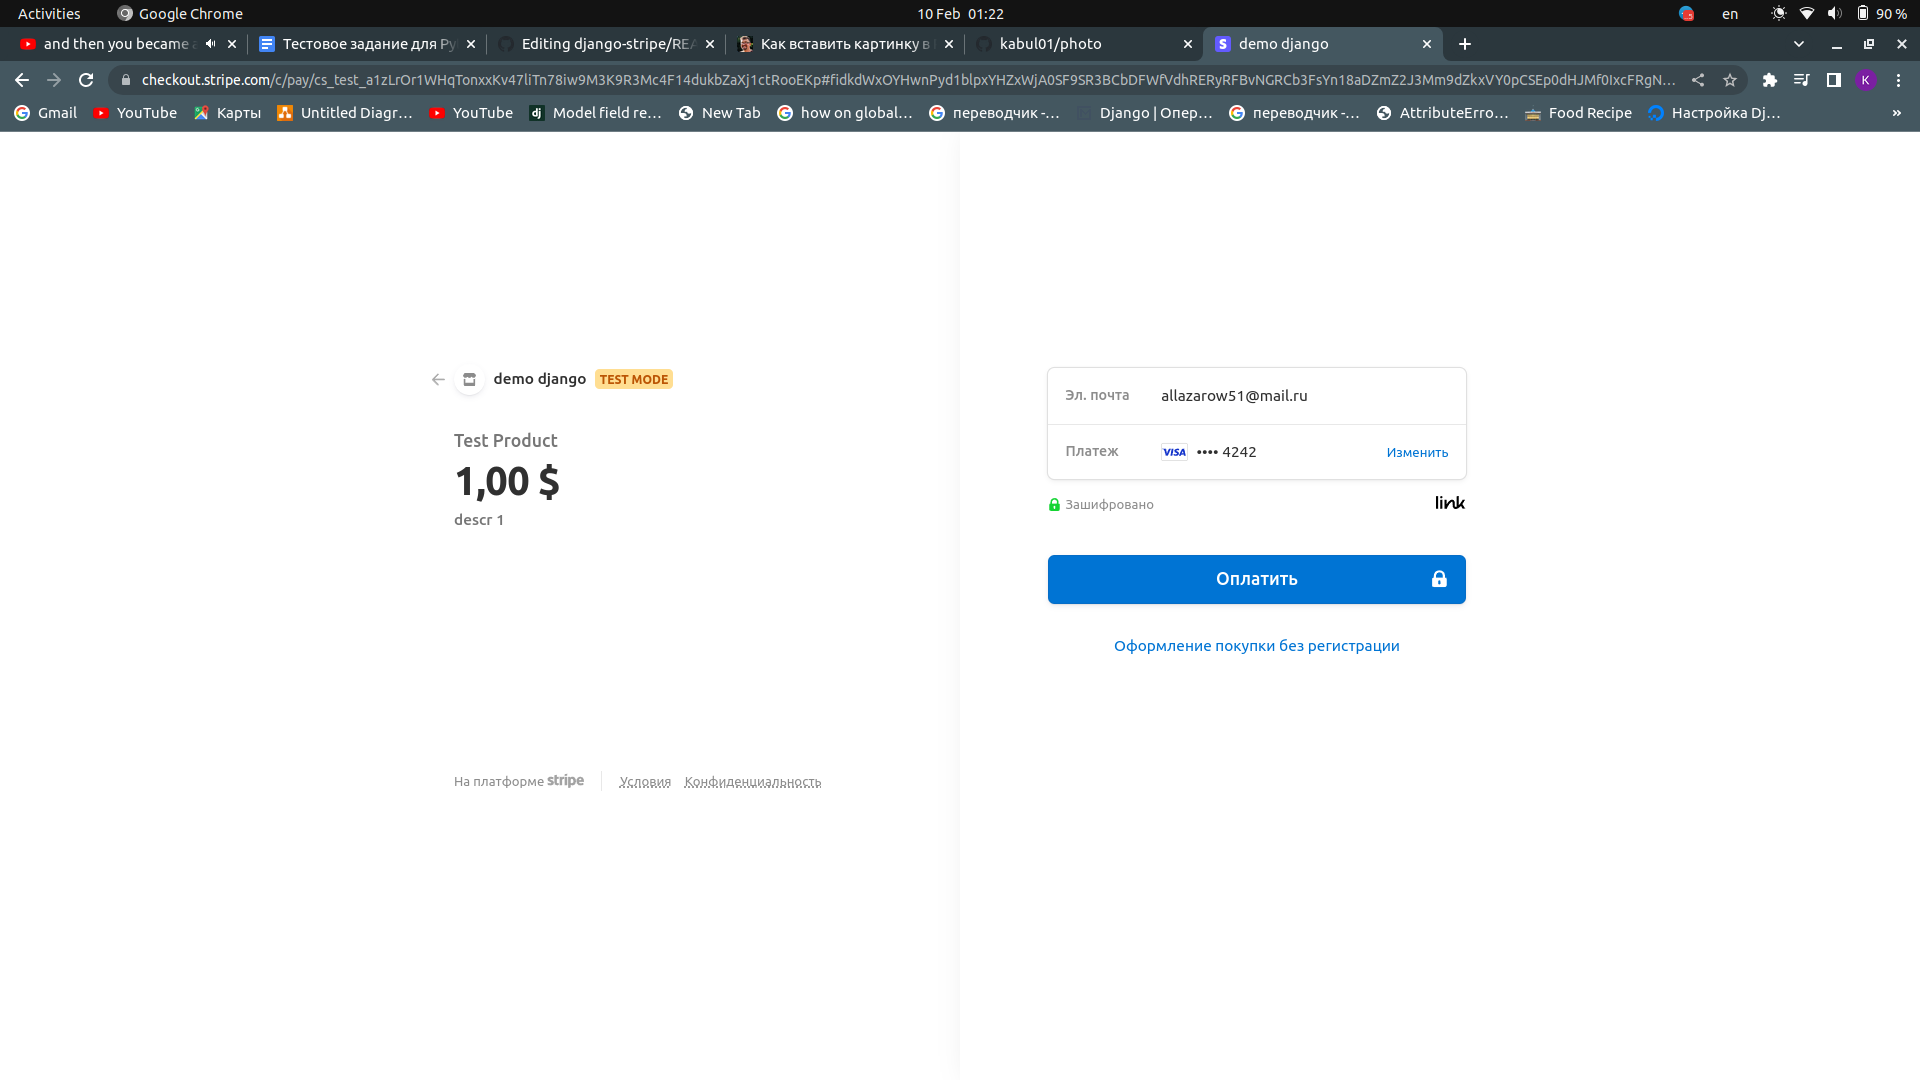 Activities Google Chrome 10 Feb 01:22 en 90 %
and then you became Тестовое задание для Py Editing django-stripe/REA Как вставить картинку в kabul01/photo demo django
checkout.stripe.com/c/pay/cs_test_a1zLrOr1WHqTonxxKv47liTn78iw9M3K9R3Mc4F14dukbZaXj1ctRooEKp#fidkdWxOYHwnPyd1blpxYHZxWjA0SF9SR3BCbDFWfVdhRERyRFBvNGRCb3FsYn18aDZmZ2J3Mm9dZkxVY0pCSEp0dHJMf0IxcFRgN… K
Gmail YouTube Карты Untitled Diagr… YouTube dj Model field re… New Tab how on global… переводчик -… Django | Опер… переводчик -… AttributeErro… Food Recipe Настройка Dj… »
demo django TEST MODE
Test Product
1,00 $
descr 1
На платформе stripe Условия Конфиденциальность
Эл. почта allazarow51@mail.ru
Платеж VISA •••• 4242 Изменить
Зашифровано link
Оплатить
Оформление покупки без регистрации